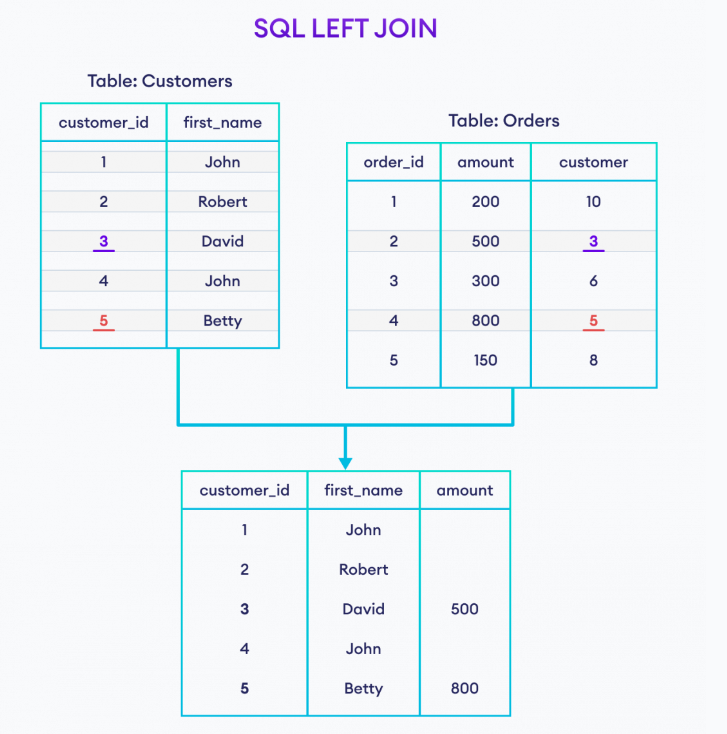 SQL LEFT JOIN
Table: Customers
customer_id first_name
1 John
2 Robert
3 David
4 John
5 Betty
Table: Orders
order_id amount customer
1 200 10
2 500 3
3 300 6
4 800 5
5 150 8
customer_id first_name amount
1 John
2 Robert
3 David 500
4 John
5 Betty 800